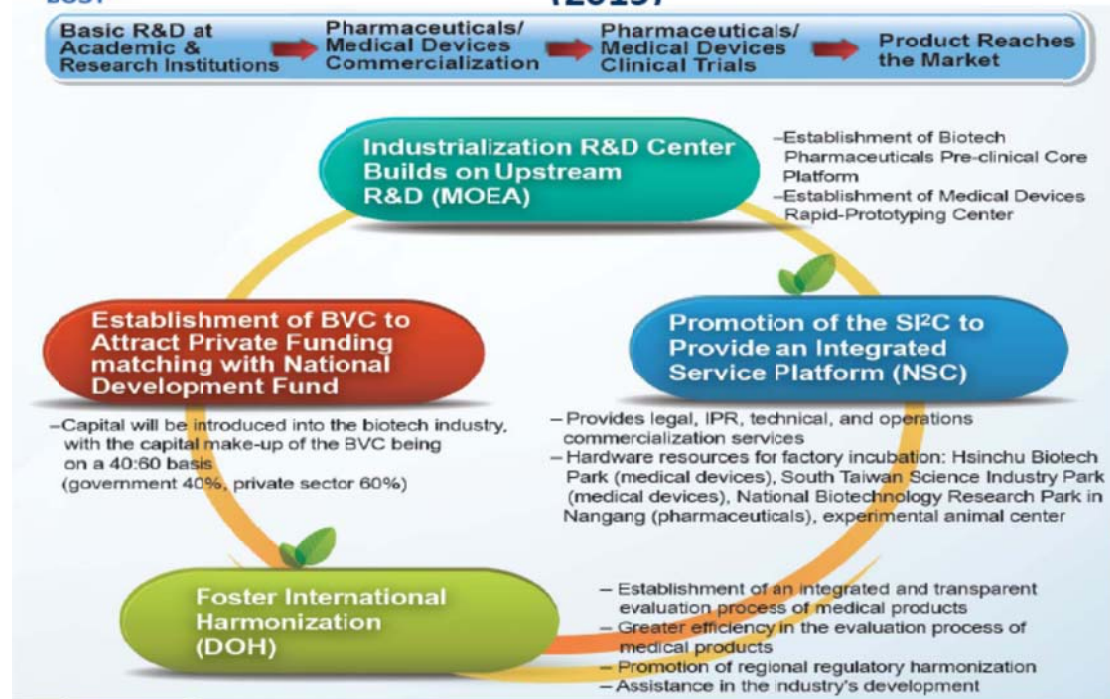 Basic R&D at
Academic &
Research Institutions
Pharmaceuticals/
Medical Devices
Commercialization
Pharmaceuticals/
Medical Devices
Clinical Trials
Product Reaches
the Market
Industrialization R&D Center
Builds on Upstream
R&D (MOEA)
–Establishment of Biotech
Pharmaceuticals Pre-clinical Core
Platform
–Establishment of Medical Devices
Rapid-Prototyping Center
Establishment of BVC to
Attract Private Funding
matching with National
Development Fund
–Capital will be introduced into the biotech industry,
with the capital make-up of the BVC being
on a 40:60 basis
(government 40%, private sector 60%)
Promotion of the SI²C to
Provide an Integrated
Service Platform (NSC)
– Provides legal, IPR, technical, and operations
commercialization services
– Hardware resources for factory incubation: Hsinchu Biotech
Park (medical devices), South Taiwan Science Industry Park
(medical devices), National Biotechnology Research Park in
Nangang (pharmaceuticals), experimental animal center
Foster International
Harmonization
(DOH)
– Establishment of an integrated and transparent
evaluation process of medical products
– Greater efficiency in the evaluation process of
medical products
– Promotion of regional regulatory harmonization
– Assistance in the industry's development